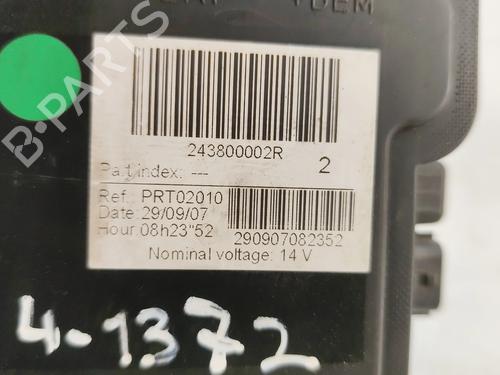 243800002R
2
Part index: ---
Ref.: PRT02010
Date: 29/09/07
Hour: 08h23"52
290907082352
Nominal voltage: 14 V
4-1372
B-PARTS